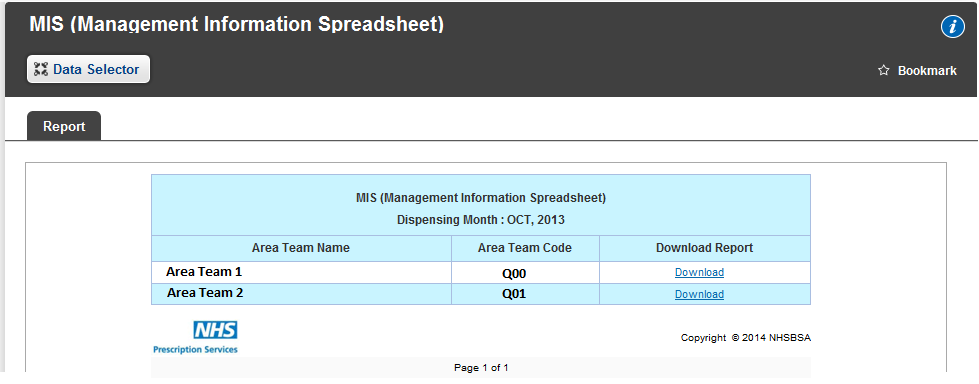 MIS (Management Information Spreadsheet)
i
Data Selector
Bookmark
Report
MIS (Management Information Spreadsheet)
Dispensing Month : OCT, 2013
Area Team Name Area Team Code Download Report
Area Team 1 Q00 Download
Area Team 2 Q01 Download
NHS
Prescription Services
Copyright © 2014 NHSBSA
Page 1 of 1